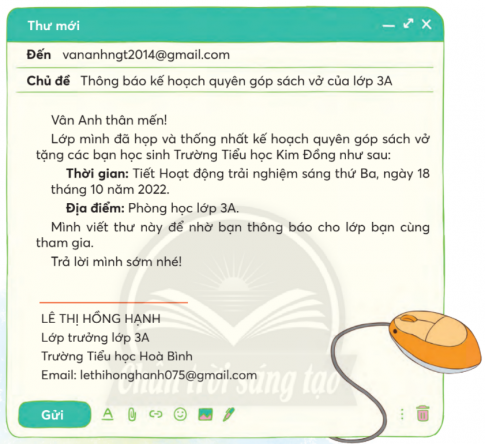 Thư mới
Đến vananhngt2014@gmail.com
Chủ đề Thông báo kế hoạch quyên góp sách vở của lớp 3A
Vân Anh thân mến!
Lớp mình đã họp và thống nhất kế hoạch quyên góp sách vở
tặng các bạn học sinh Trường Tiểu học Kim Đồng như sau:
Thời gian: Tiết Hoạt động trải nghiệm sáng thứ Ba, ngày 18
tháng 10 năm 2022.
Địa điểm: Phòng học lớp 3A.
Mình viết thư này để nhờ bạn thông báo cho lớp bạn cùng
tham gia.
Trả lời mình sớm nhé!
LÊ THỊ HỒNG HẠNH
Lớp trưởng lớp 3A
Trường Tiểu học Hoà Bình
Email: lethihonghanh075@gmail.com
Chân trời sáng tạo
Gửi